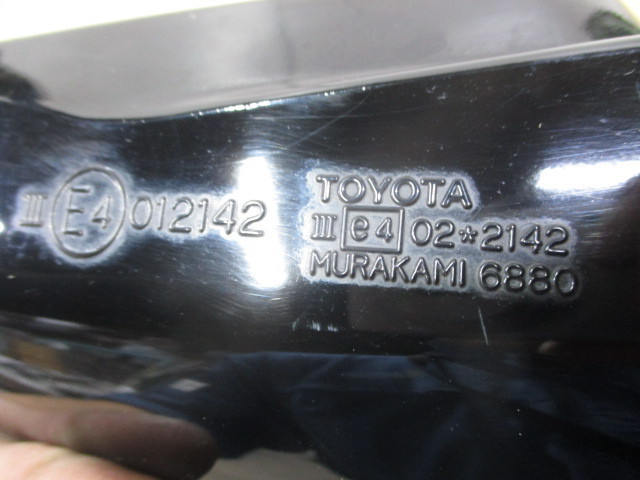 III E4 012142
TOYOTA
III e4 02*2142
MURAKAMI 6880